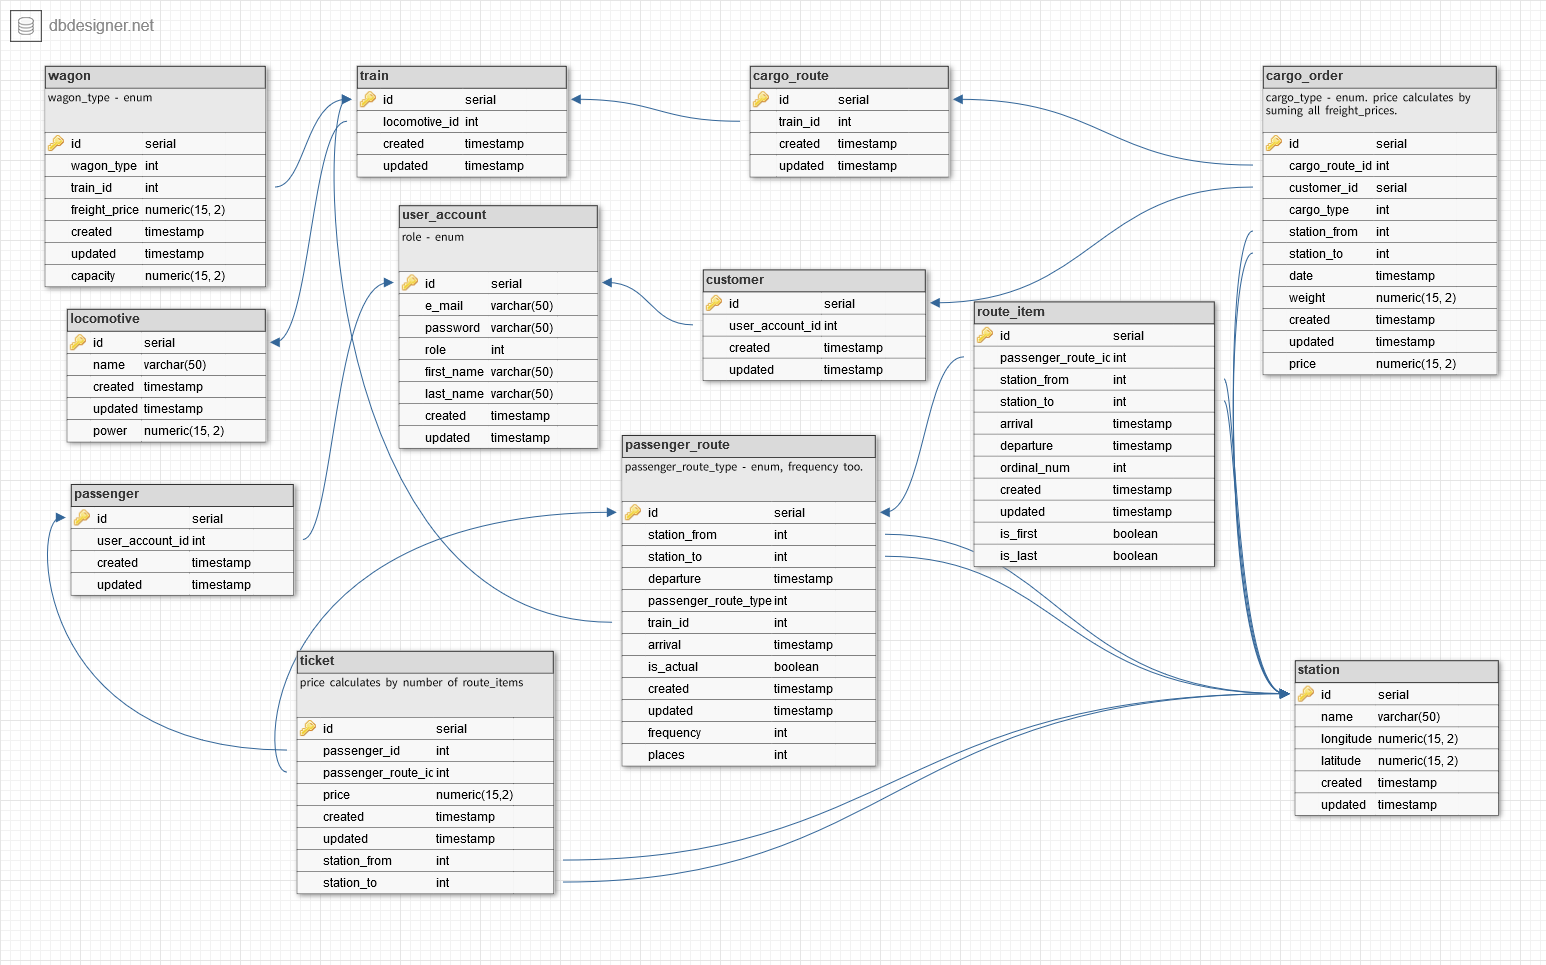 dbdesigner.net
wagon
wagon_type - enum
id serial
wagon_type int
train_id int
freight_price numeric(15, 2)
created timestamp
updated timestamp
capacity numeric(15, 2)
train
id serial
locomotive_id int
created timestamp
updated timestamp
cargo_route
id serial
train_id int
created timestamp
updated timestamp
cargo_order
cargo_type - enum. price calculates by
suming all freight_prices.
id serial
cargo_route_id int
customer_id serial
cargo_type int
station_from int
station_to int
date timestamp
weight numeric(15, 2)
created timestamp
updated timestamp
price numeric(15, 2)
user_account
role - enum
id serial
e_mail varchar(50)
password varchar(50)
role int
first_name varchar(50)
last_name varchar(50)
created timestamp
updated timestamp
customer
id serial
user_account_id int
created timestamp
updated timestamp
route_item
id serial
passenger_route_ic int
station_from int
station_to int
arrival timestamp
departure timestamp
ordinal_num int
created timestamp
updated timestamp
is_first boolean
is_last boolean
locomotive
id serial
name varchar(50)
created timestamp
updated timestamp
power numeric(15, 2)
passenger_route
passenger_route_type - enum, frequency too.
id serial
station_from int
station_to int
departure timestamp
passenger_route_type int
train_id int
arrival timestamp
is_actual boolean
created timestamp
updated timestamp
frequency int
places int
passenger
id serial
user_account_id int
created timestamp
updated timestamp
ticket
price calculates by number of route_items
id serial
passenger_id int
passenger_route_ic int
price numeric(15,2)
created timestamp
updated timestamp
station_from int
station_to int
station
id serial
name varchar(50)
longitude numeric(15, 2)
latitude numeric(15, 2)
created timestamp
updated timestamp